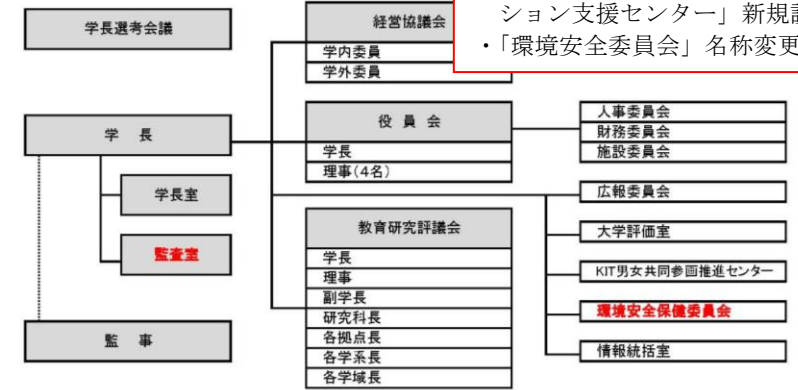 ション支援センター」新規設
・「環境安全委員会」名称変更
学長選考会議
経営協議会
学内委員
学外委員
学 長
役 員 会
学長
理事(4名)
人事委員会
財務委員会
施設委員会
学長室
監査室
監 事
教育研究評議会
学長
理事
副学長
研究科長
各拠点長
各学系長
各学域長
広報委員会
大学評価室
KIT男女共同参画推進センター
環境安全保健委員会
情報統括室